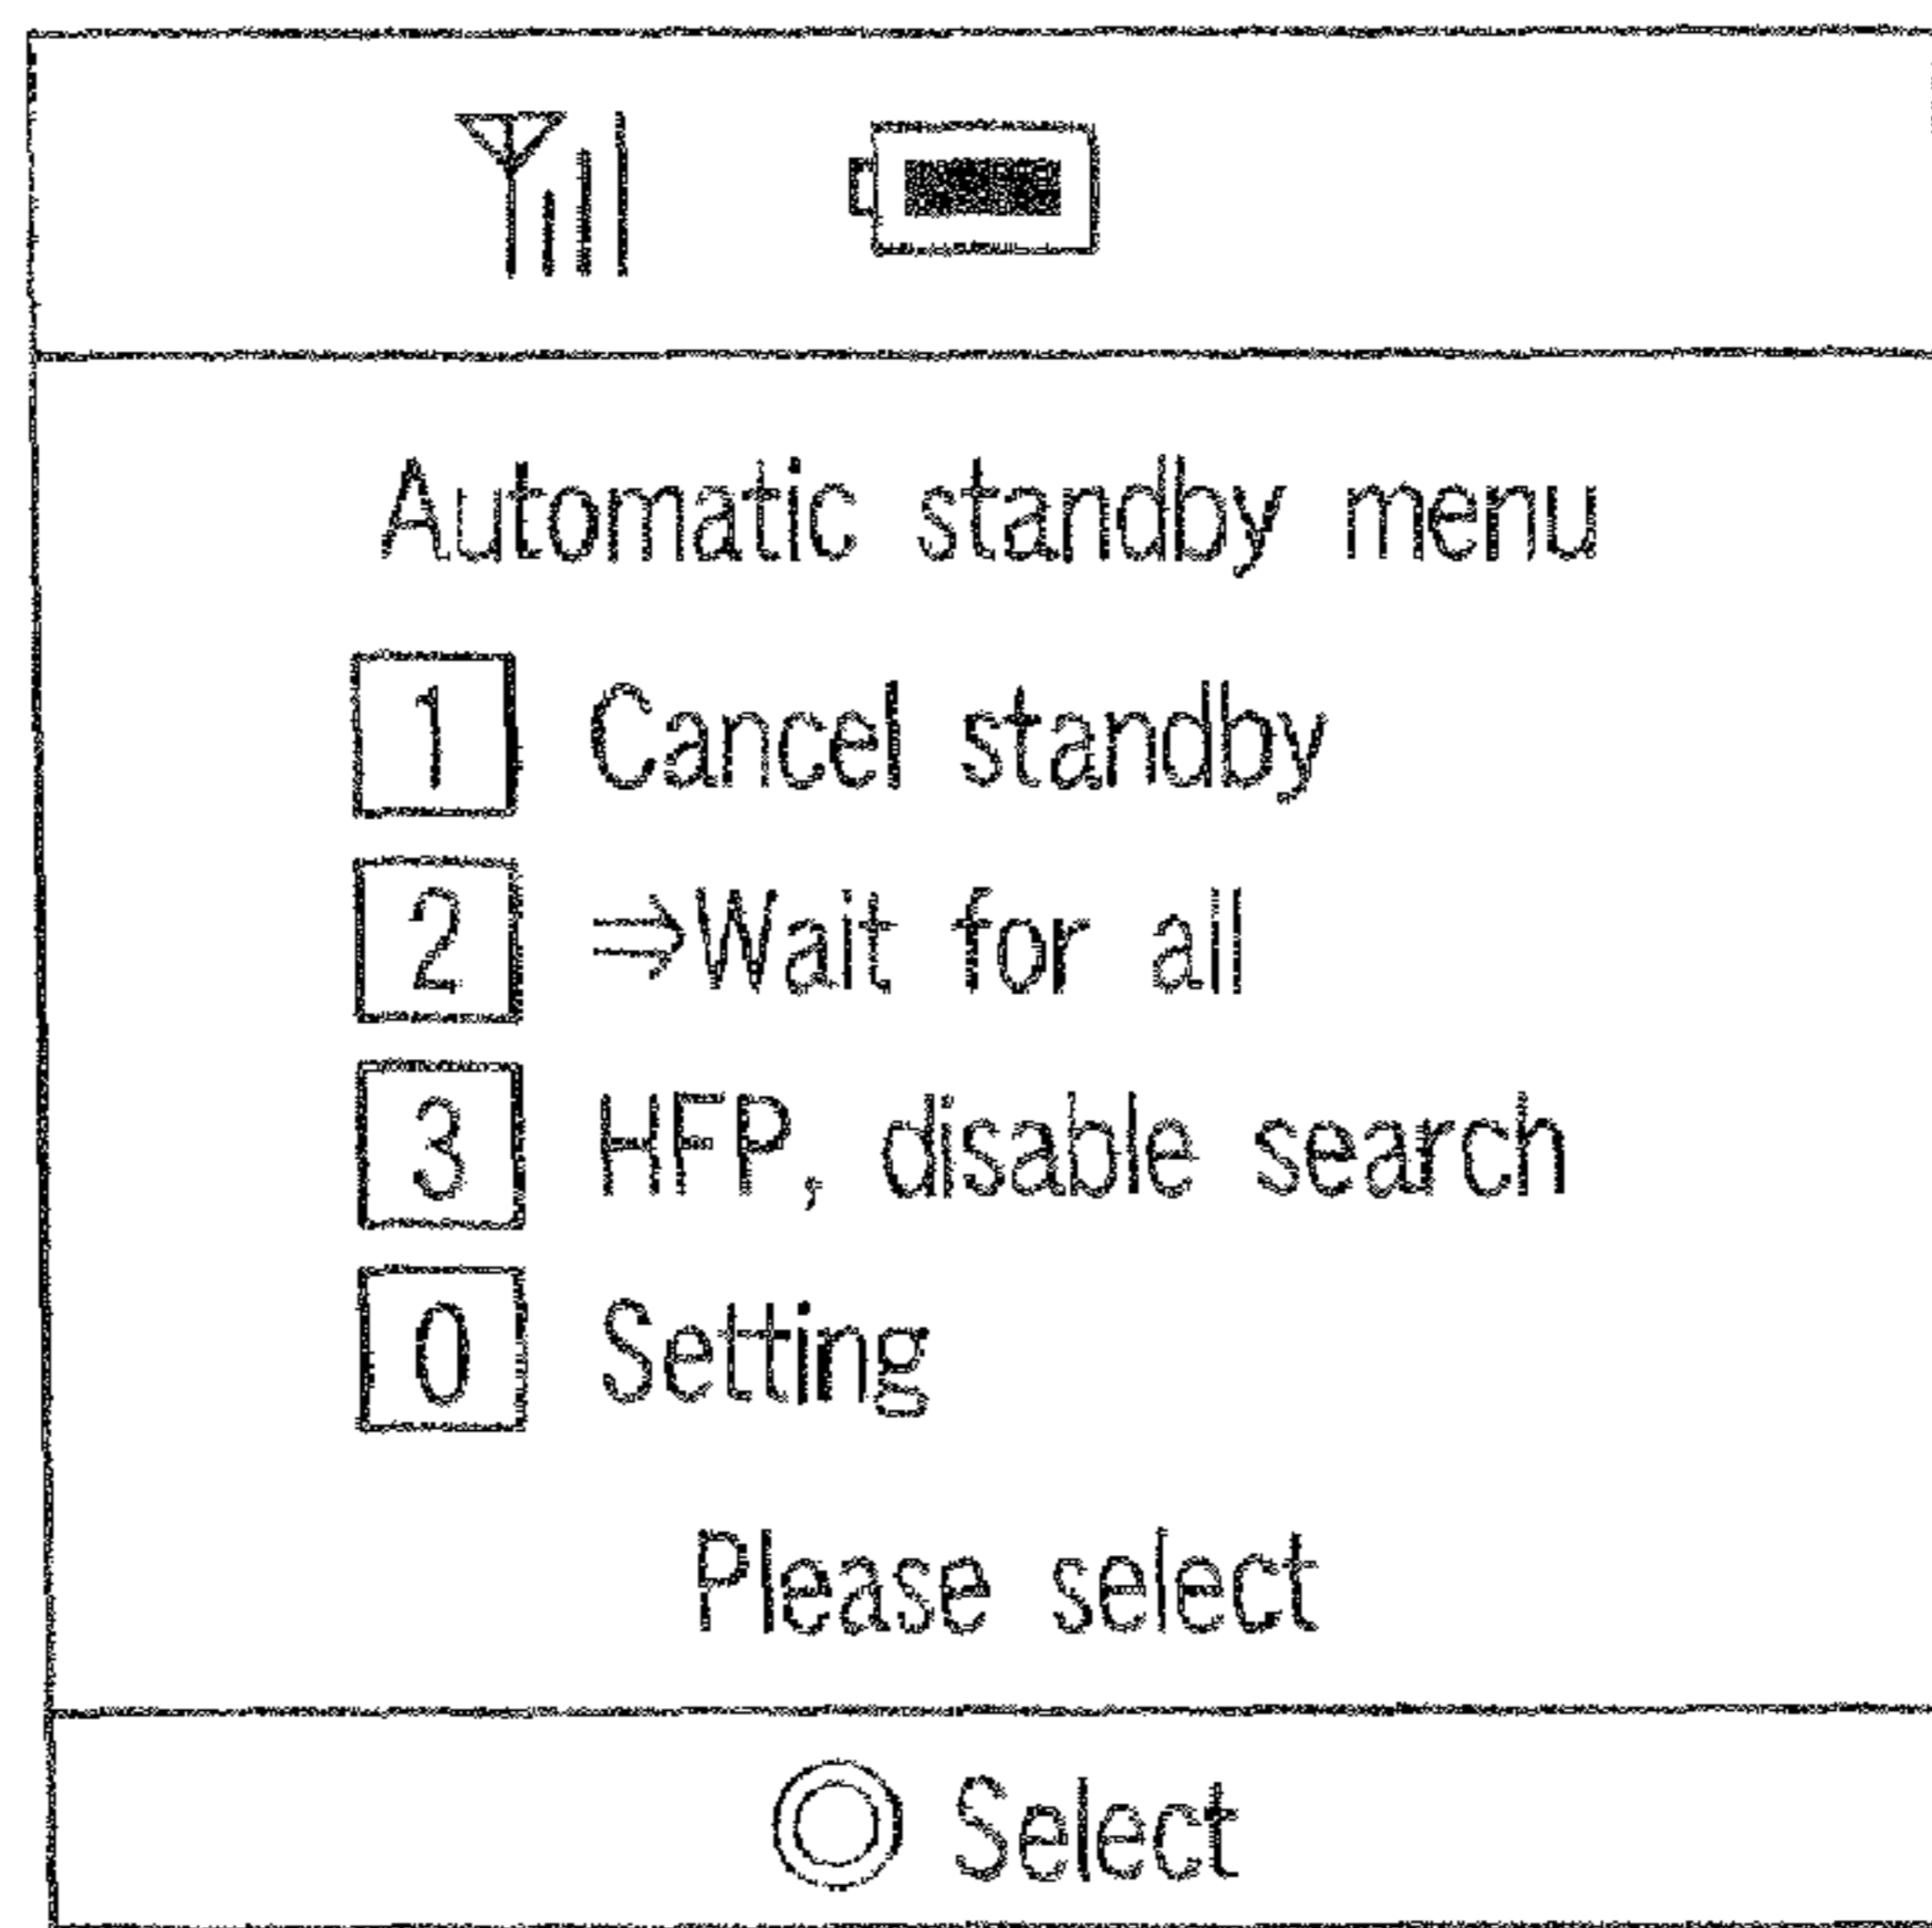 Automatic standby menu
1 Cancel standby
2 ⇒Wait for all
3 HFP, disable search
0 Setting
Please select
◎ Select